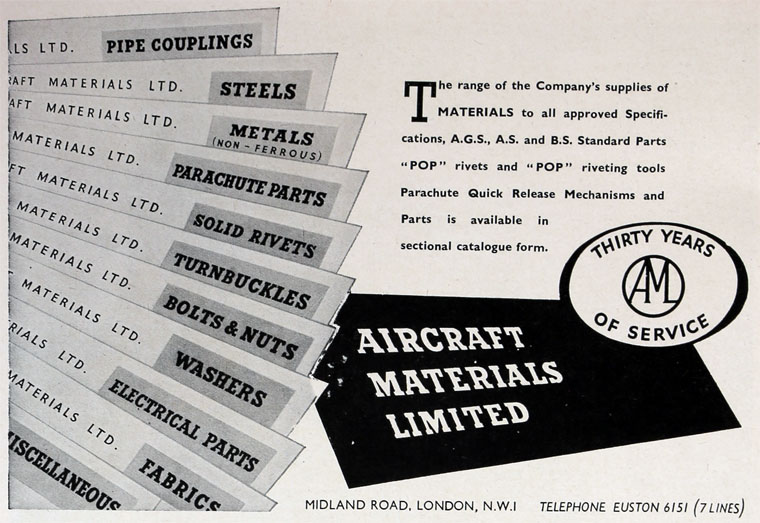 LS LTD. PIPE COUPLINGS
RAFT MATERIALS LTD. STEELS
AFT MATERIALS LTD. METALS
(NON-FERROUS)
MATERIALS LTD. PARACHUTE PARTS
FT MATERIALS LTD. SOLID RIVETS
MATERIALS LTD. TURNBUCKLES
MATERIALS LTD. BOLTS & NUTS
MATERIALS LTD. WASHERS
RIALS LTD. ELECTRICAL PARTS
MATERIALS LTD. FABRICS
MISCELLANEOUS
The range of the Company's supplies of
MATERIALS to all approved Specifi-
cations, A.G.S., A.S. and B.S. Standard Parts
"POP" rivets and "POP" riveting tools
Parachute Quick Release Mechanisms and
Parts is available in
sectional catalogue form.
THIRTY YEARS
AML
OF SERVICE
AIRCRAFT
MATERIALS
LIMITED
MIDLAND ROAD, LONDON, N.W.1 TELEPHONE EUSTON 6151 (7 LINES)